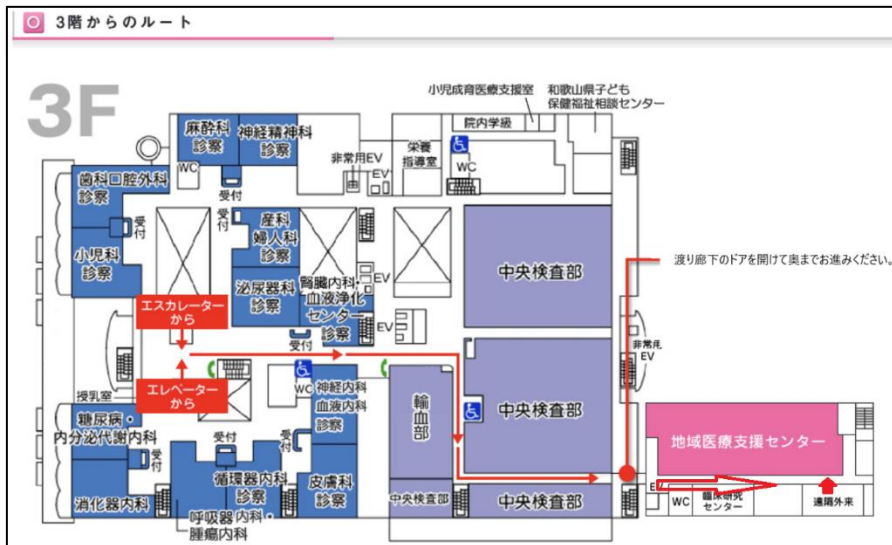 3階からのルート
3F
小児成育医療支援室
和歌山県子ども
保健福祉相談センター
麻酔科
診察
神経精神科
診察
院内学級
非常用EV
栄養
指導室
WC
EV
WC
歯科口腔外科
診察
受付
受付
受付
産科
婦人科
診察
小児科
診察
中央検査部
渡り廊下のドアを開けて奥までお進みください。
泌尿器科
診察
腎臓内科・
血液浄化
センター
診察
エスカレーター
から
受付
EV
非常用
EV
エレベーター
から
授乳室
WC
神経内科
血液内科
診察
輸血部
中央検査部
糖尿病・
内分泌代謝内科
地域医療支援センター
受付
受付
受付
循環器内科
診察
皮膚科
診察
消化器内科
呼吸器内科・
腫瘍内科
中央検査部
中央検査部
EV
WC
臨床研究
センター
遠隔外来